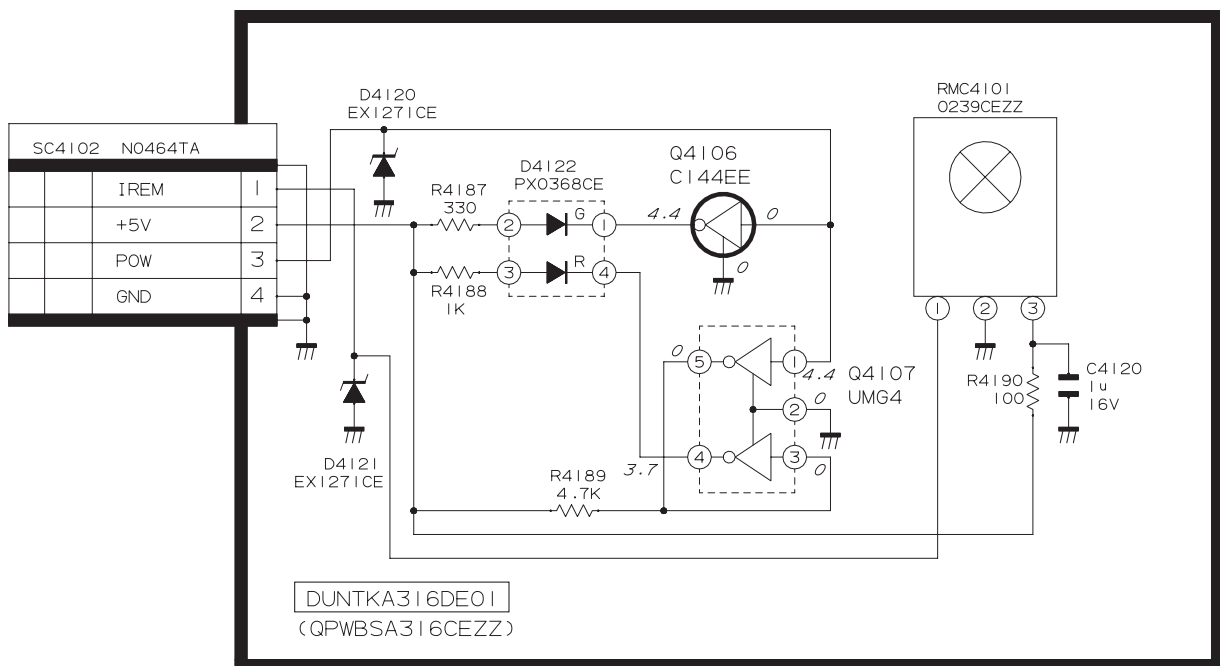 D4120
EX1271CE
RMC4101
0239CEZZ
SC4102 N0464TA
IREM 1
+5V 2
POW 3
GND 4
D4122
PX0368CE
Q4106
C144EE
R4187
330
2 G 1
4.4
0
0
3 R 4
R4188
1K
1 2 3
5
0
1
4.4
Q4107
UMG4
2
0
4
3.7
3
0
R4190
100
C4120
1u
16V
D4121
EX1271CE
R4189
4.7K
DUNTKA316DE01
(QPWBSA316CEZZ)